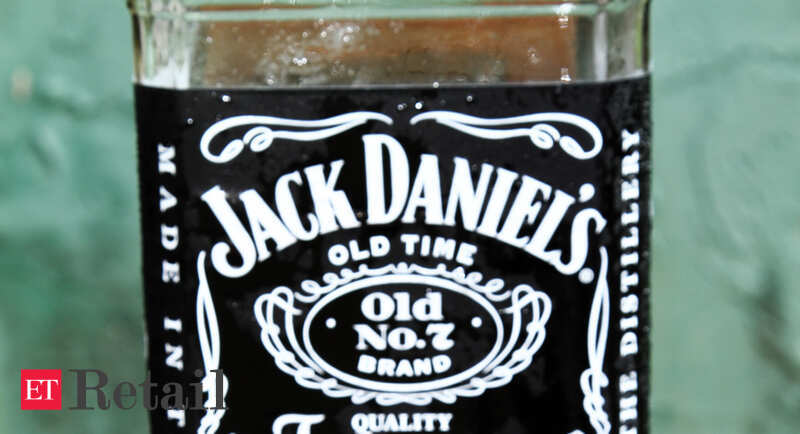 JACK DANIEL'S®
OLD TIME
Old
No.7
BRAND
QUALITY
MADE IN
THE DISTILLERY
ET Retail